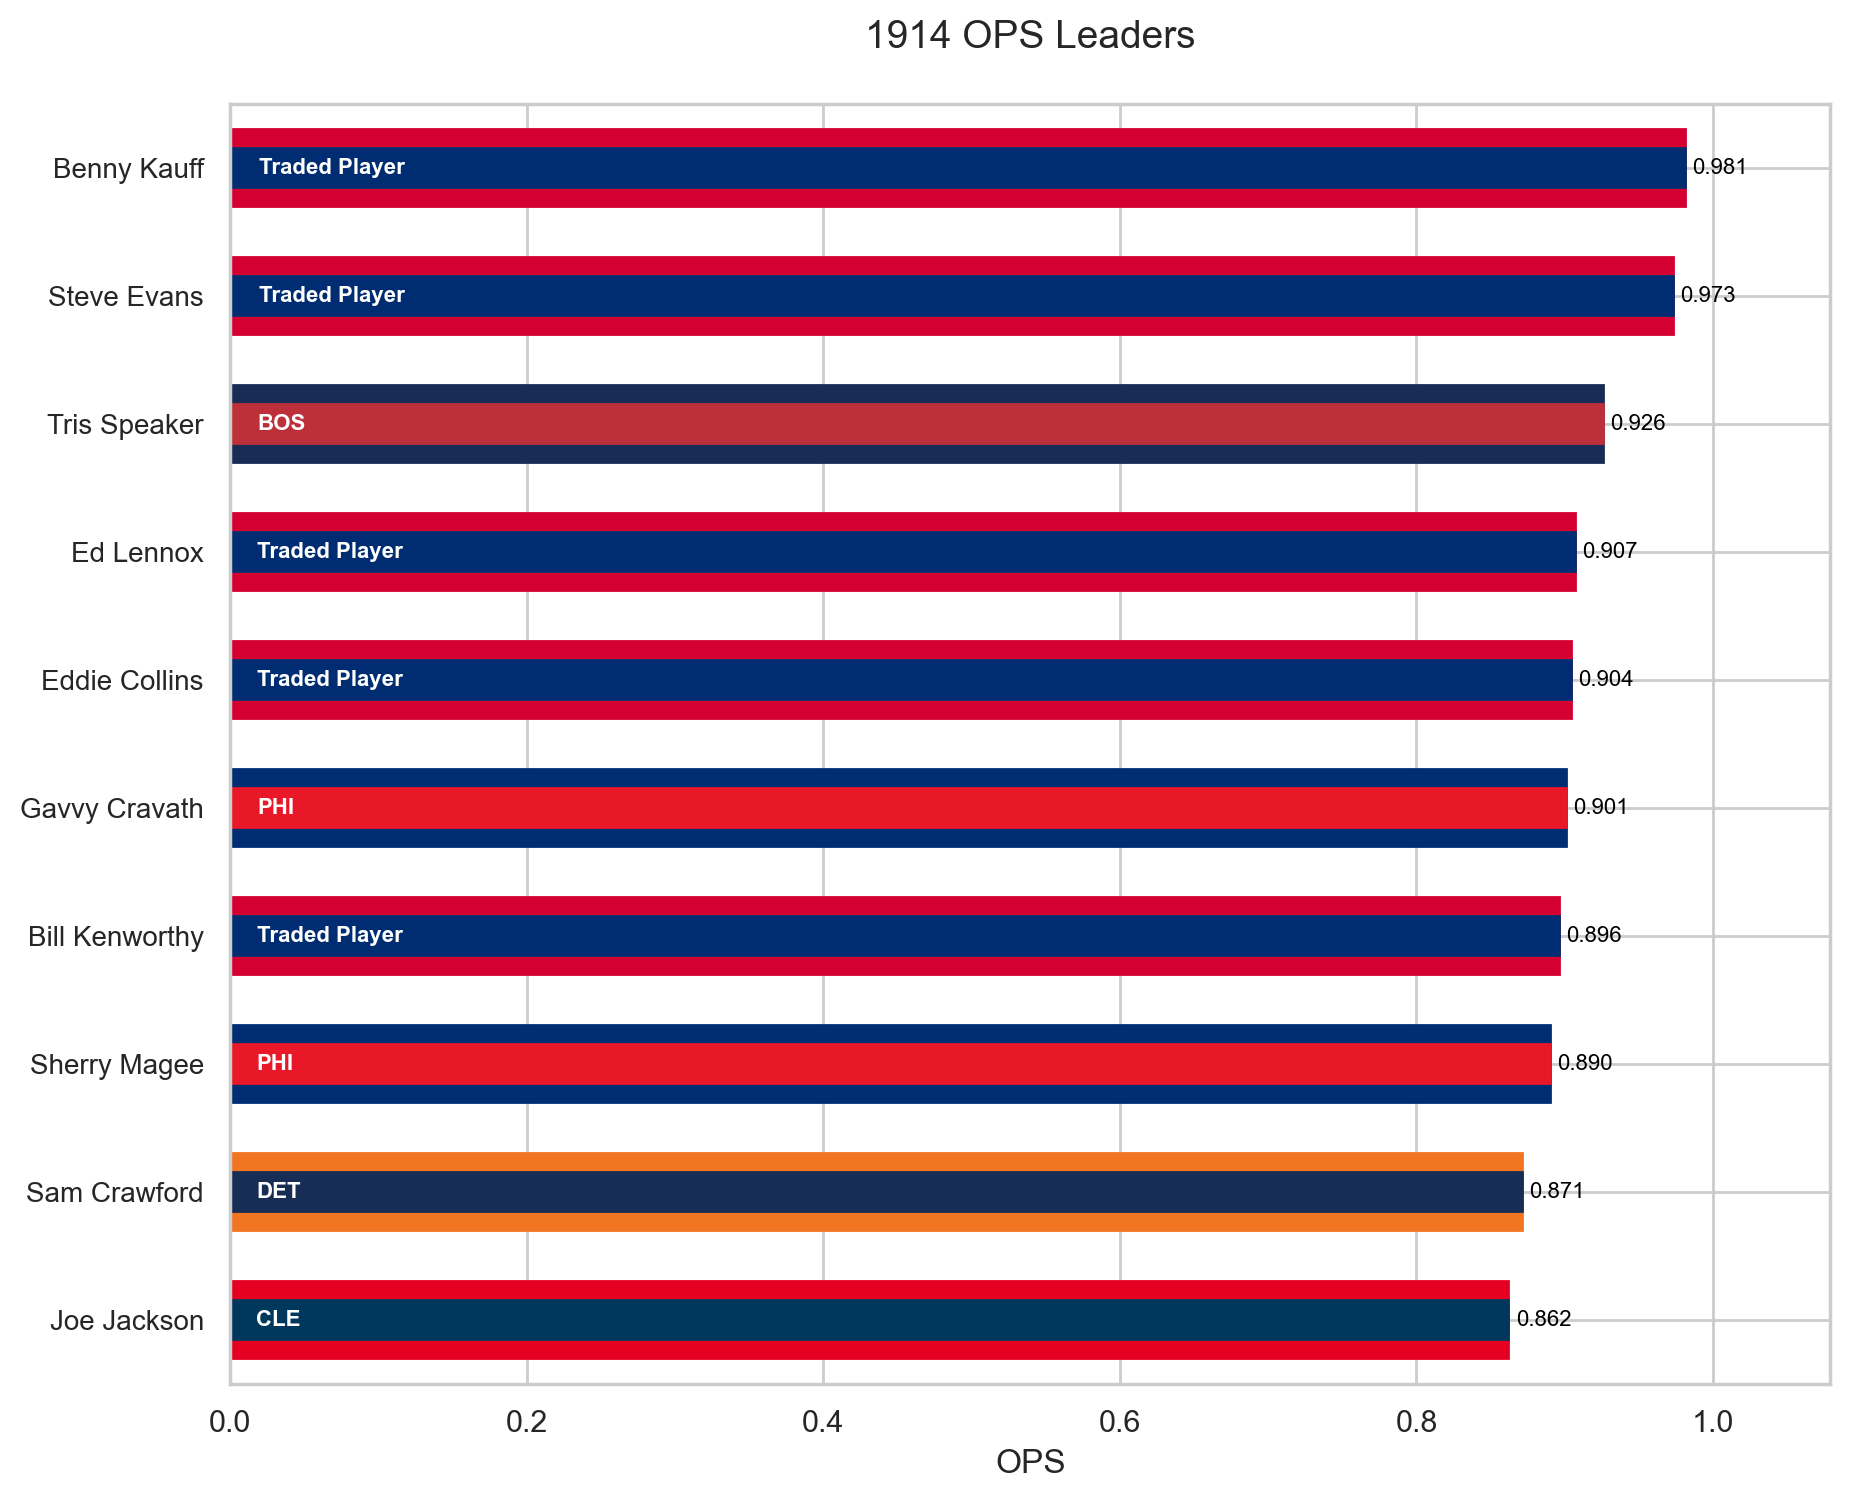 1914 OPS Leaders
Benny Kauff Traded Player 0.981
Steve Evans Traded Player 0.973
Tris Speaker BOS 0.926
Ed Lennox Traded Player 0.907
Eddie Collins Traded Player 0.904
Gavvy Cravath PHI 0.901
Bill Kenworthy Traded Player 0.896
Sherry Magee PHI 0.890
Sam Crawford DET 0.871
Joe Jackson CLE 0.862
0.0 0.2 0.4 0.6 0.8 1.0
OPS